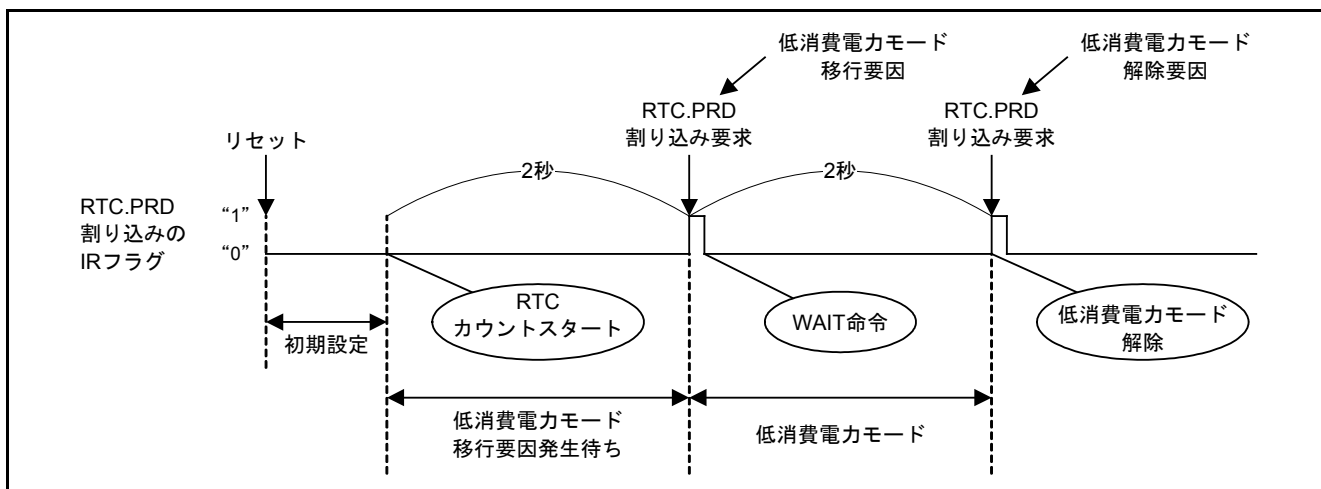 低消費電力モード
移行要因
低消費電力モード
解除要因
RTC.PRD
割り込み要求
RTC.PRD
割り込み要求
リセット
2秒
2秒
RTC.PRD
割り込みの
IRフラグ
“1”
“0”
RTC
カウントスタート
WAIT命令
低消費電力モード
解除
初期設定
低消費電力モード
移行要因発生待ち
低消費電力モード